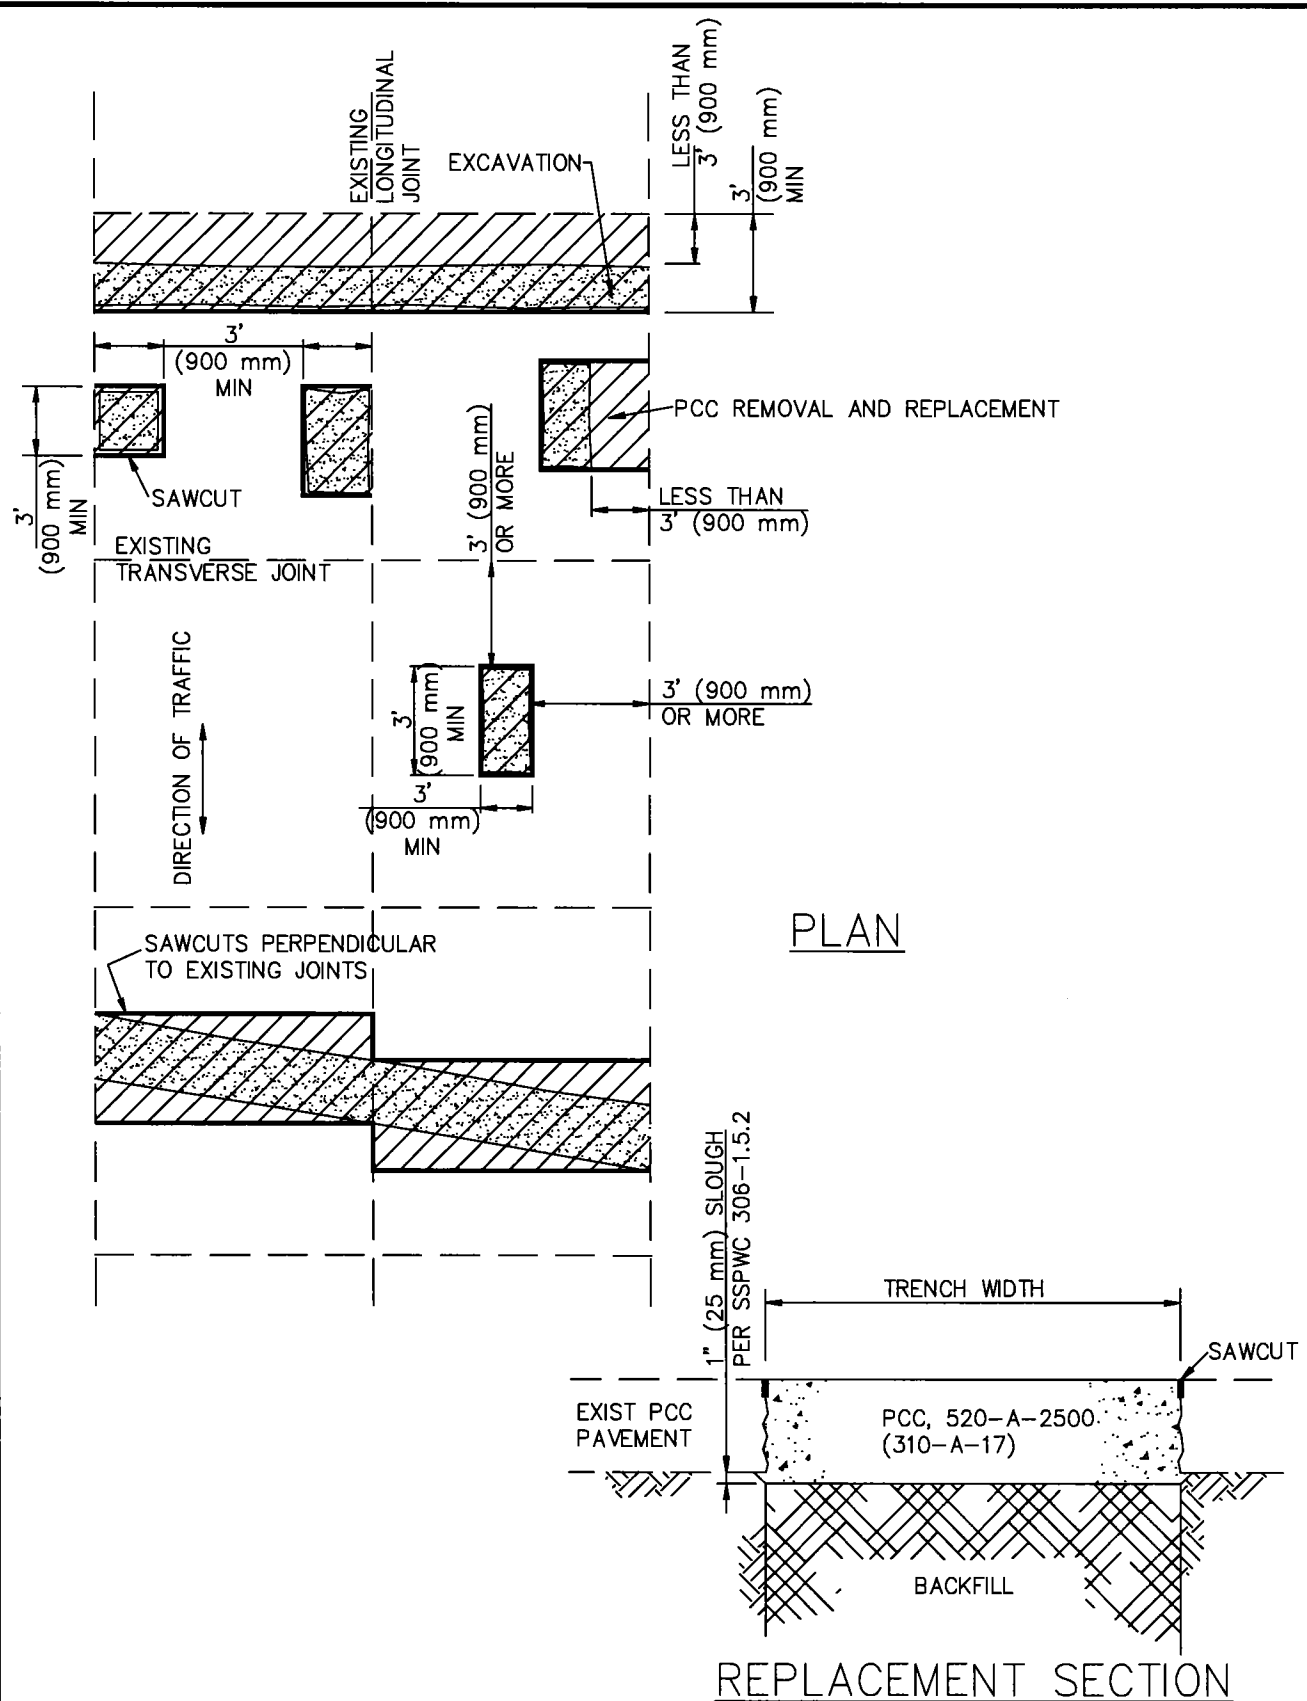 EXISTING
LONGITUDINAL
JOINT
EXCAVATION
LESS THAN
3' (900 mm)
3'
(900 mm)
MIN
3'
(900 mm)
MIN
3'
(900 mm)
MIN
SAWCUT
PCC REMOVAL AND REPLACEMENT
LESS THAN
3' (900 mm)
3' (900 mm)
OR MORE
EXISTING
TRANSVERSE JOINT
DIRECTION OF TRAFFIC
3'
(900 mm)
MIN
3' (900 mm)
OR MORE
3'
(900 mm)
MIN
PLAN
SAWCUTS PERPENDICULAR
TO EXISTING JOINTS
1" (25 mm) SLOUGH
PER SSPWC 306-1.5.2
TRENCH WIDTH
SAWCUT
EXIST PCC
PAVEMENT
PCC, 520-A-2500
(310-A-17)
BACKFILL
REPLACEMENT SECTION